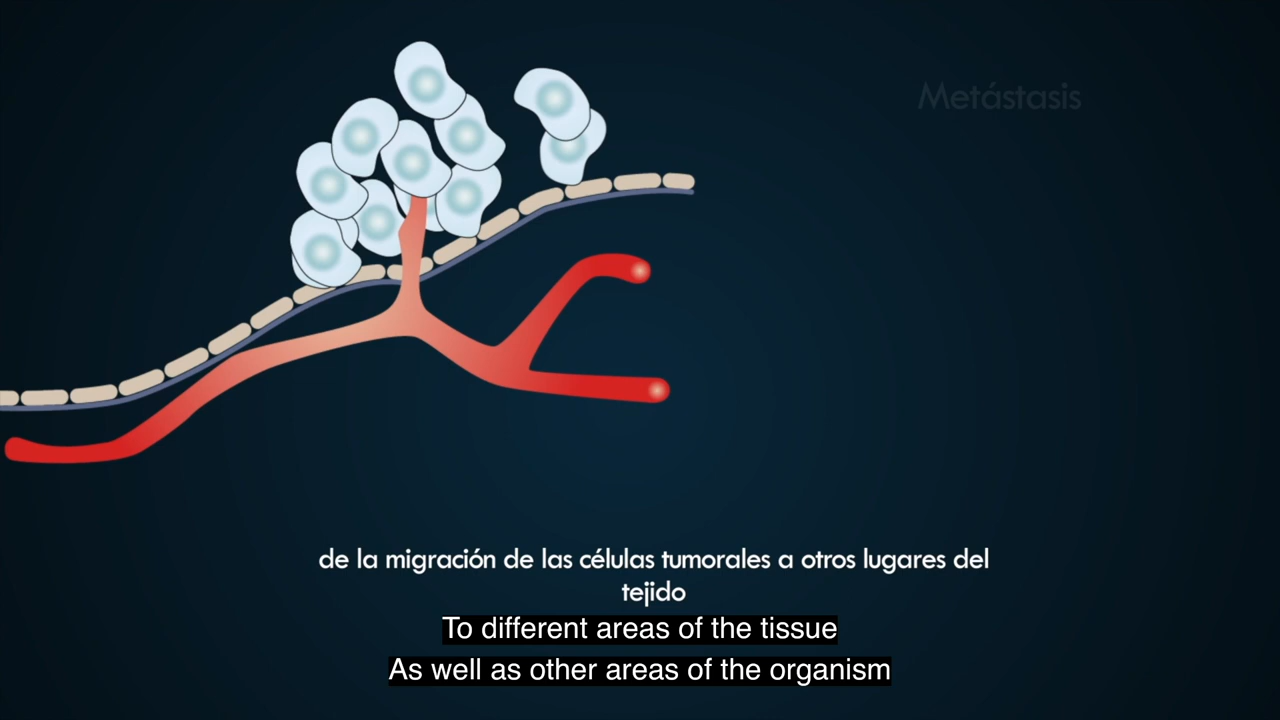 Metástasis
de la migración de las células tumorales a otros lugares del
tejido
To different areas of the tissue
As well as other areas of the organism